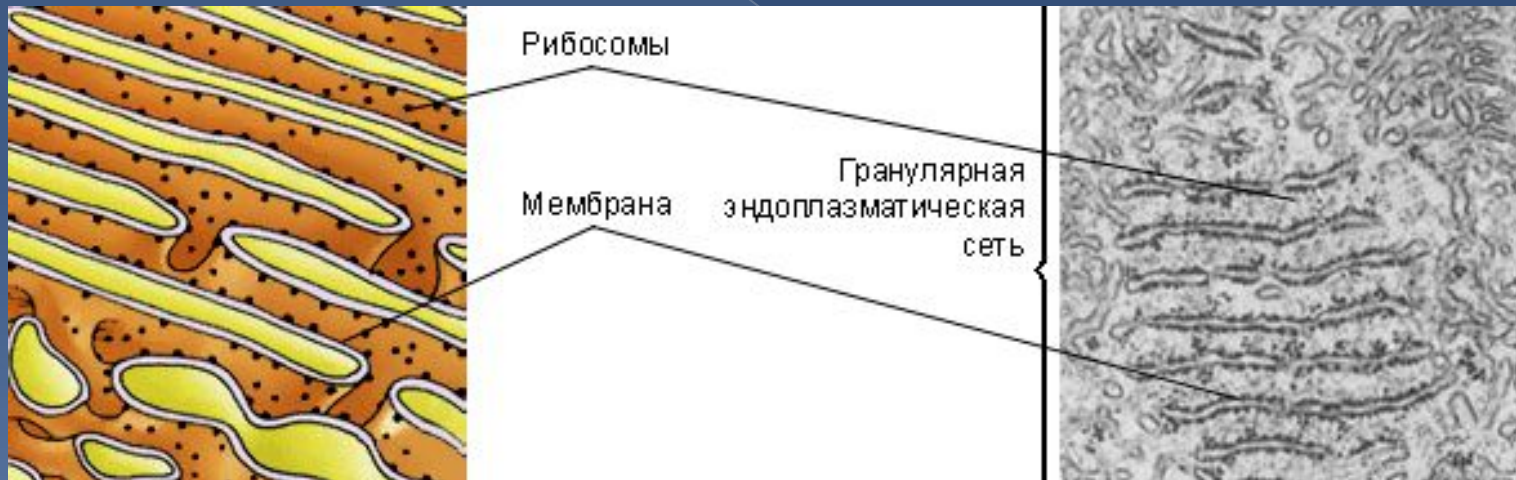 Рибосомы
Мембрана
Гранулярная
эндоплазматическая
сеть